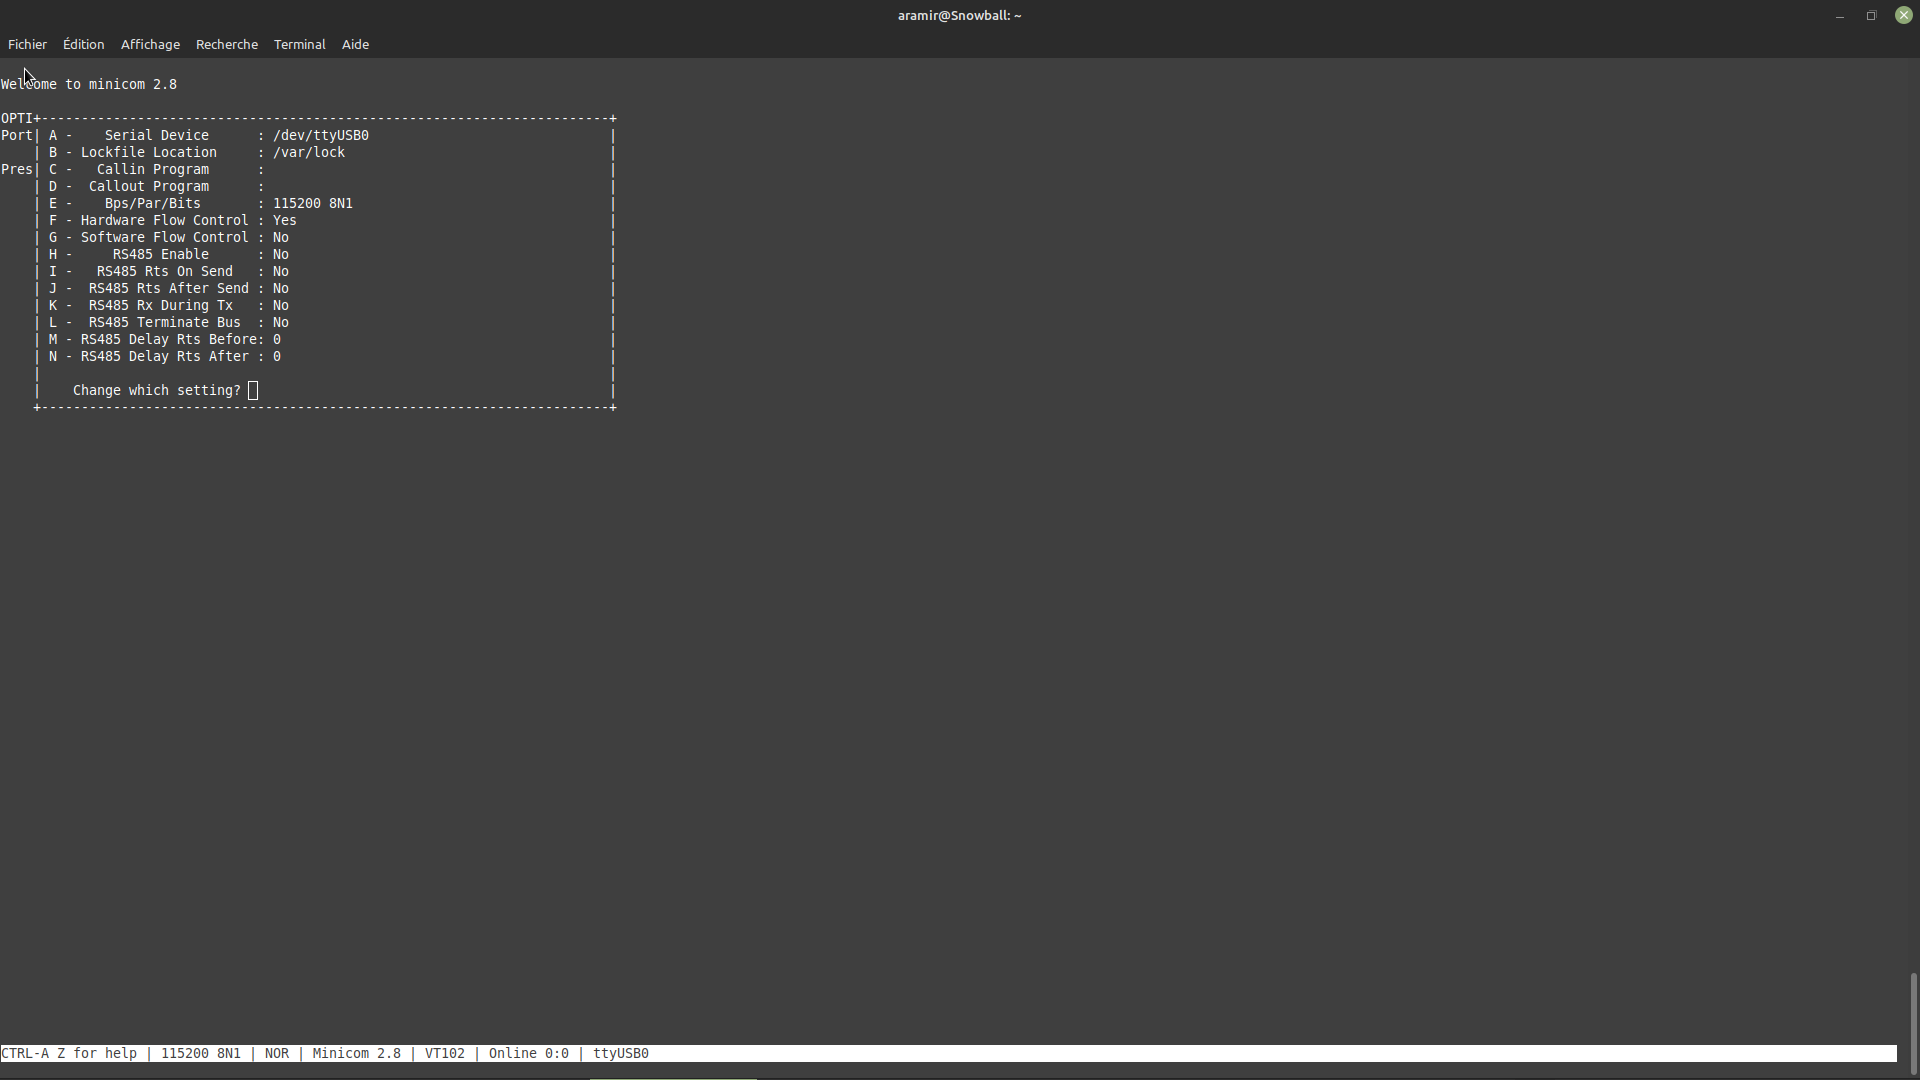 aramir@Snowball: ~
Fichier Édition Affichage Recherche Terminal Aide
Welcome to minicom 2.8
OPTI+-----------------------------------------------------------------------+
Port| A -    Serial Device      : /dev/ttyUSB0                              |
    | B - Lockfile Location     : /var/lock                                 |
Pres| C -   Callin Program      :                                           |
    | D -  Callout Program      :                                           |
    | E -    Bps/Par/Bits       : 115200 8N1                                |
    | F - Hardware Flow Control : Yes                                       |
    | G - Software Flow Control : No                                        |
    | H -     RS485 Enable      : No                                        |
    | I -   RS485 Rts On Send   : No                                        |
    | J -  RS485 Rts After Send : No                                        |
    | K -  RS485 Rx During Tx   : No                                        |
    | L -  RS485 Terminate Bus  : No                                        |
    | M - RS485 Delay Rts Before: 0                                         |
    | N - RS485 Delay Rts After : 0                                         |
    |                                                                       |
    |    Change which setting?                                              |
    +-----------------------------------------------------------------------+
CTRL-A Z for help | 115200 8N1 | NOR | Minicom 2.8 | VT102 | Online 0:0 | ttyUSB0